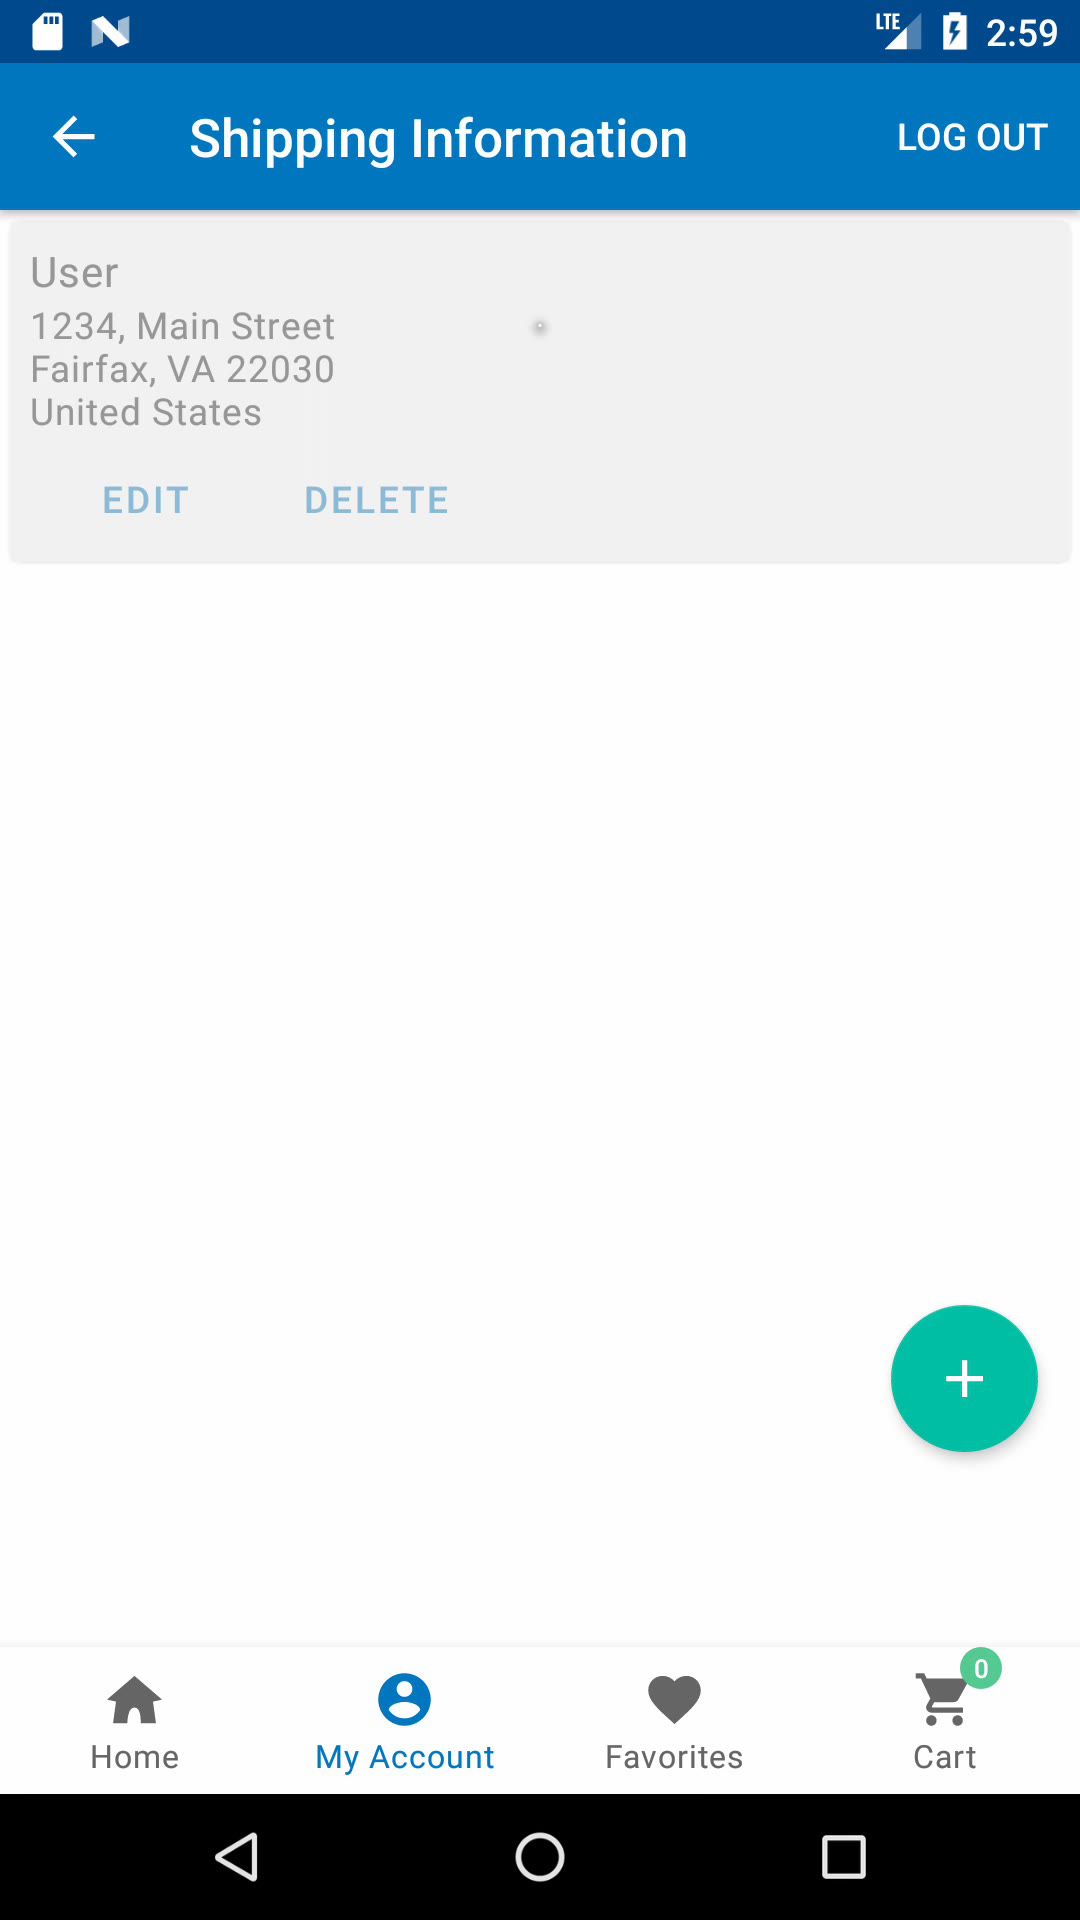 LTE 2:59
Shipping Information LOG OUT
User
1234, Main Street
Fairfax, VA 22030
United States
EDIT DELETE
0
Home My Account Favorites Cart